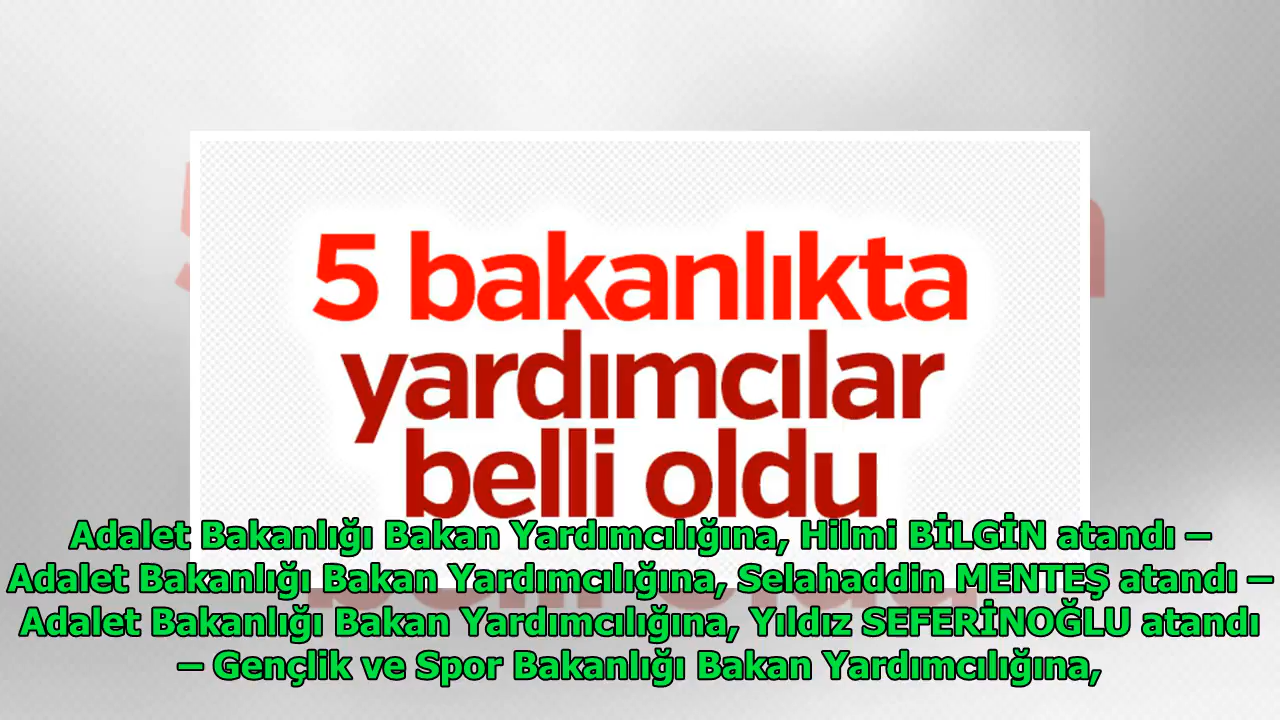 5 bakanlıkta
yardımcılar
belli oldu
Adalet Bakanlığı Bakan Yardımcılığına, Hilmi BİLGİN atandı –
Adalet Bakanlığı Bakan Yardımcılığına, Selahaddin MENTEŞ atandı –
Adalet Bakanlığı Bakan Yardımcılığına, Yıldız SEFERİNOĞLU atandı
– Gençlik ve Spor Bakanlığı Bakan Yardımcılığına,